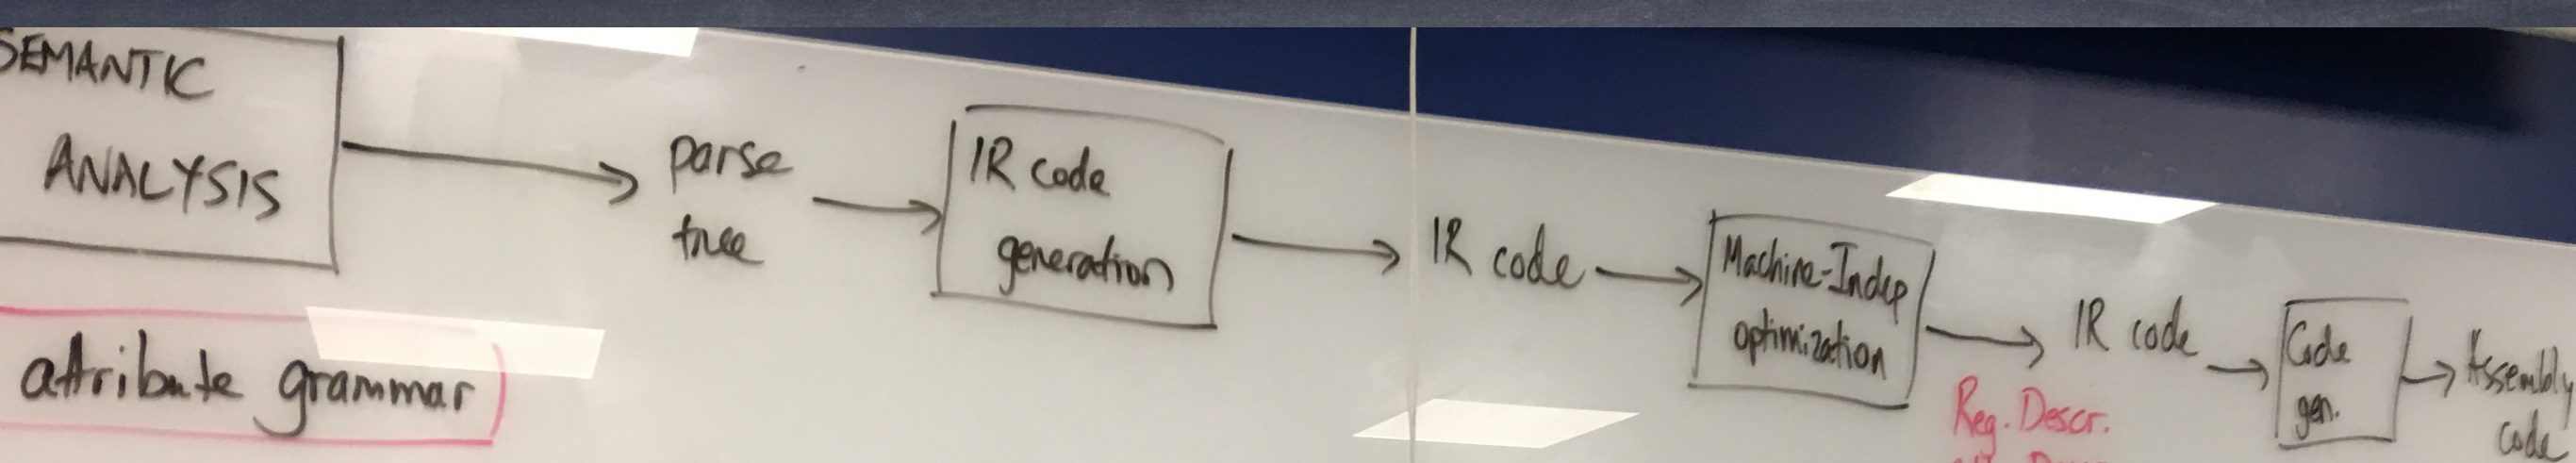 SEMANTIC
ANALYSIS
attribute grammar
parse
tree
IR code
generation
IR code
Machine-Indep
optimization
IR code
Reg. Descr.
Code
gen.
Assembly
code